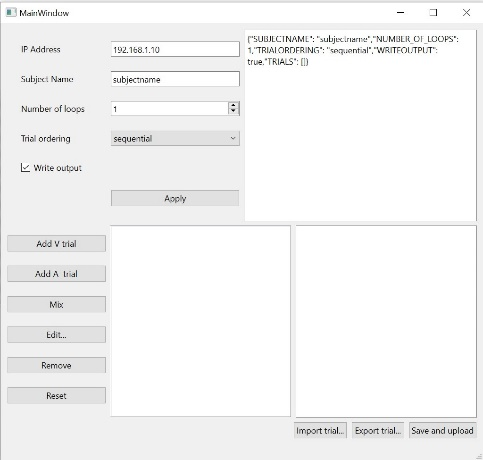 MainWindow
IP Address
192.168.1.10
Subject Name
subjectname
Number of loops
1
Trial ordering
sequential
Write output
Apply
{"SUBJECTNAME": "subjectname","NUMBER_OF_LOOPS":
1,"TRIALORDERING": "sequential","WRITEOUTPUT":
true,"TRIALS": []}
Add V trial
Add A trial
Mix
Edit...
Remove
Reset
Import trial...
Export trial...
Save and upload